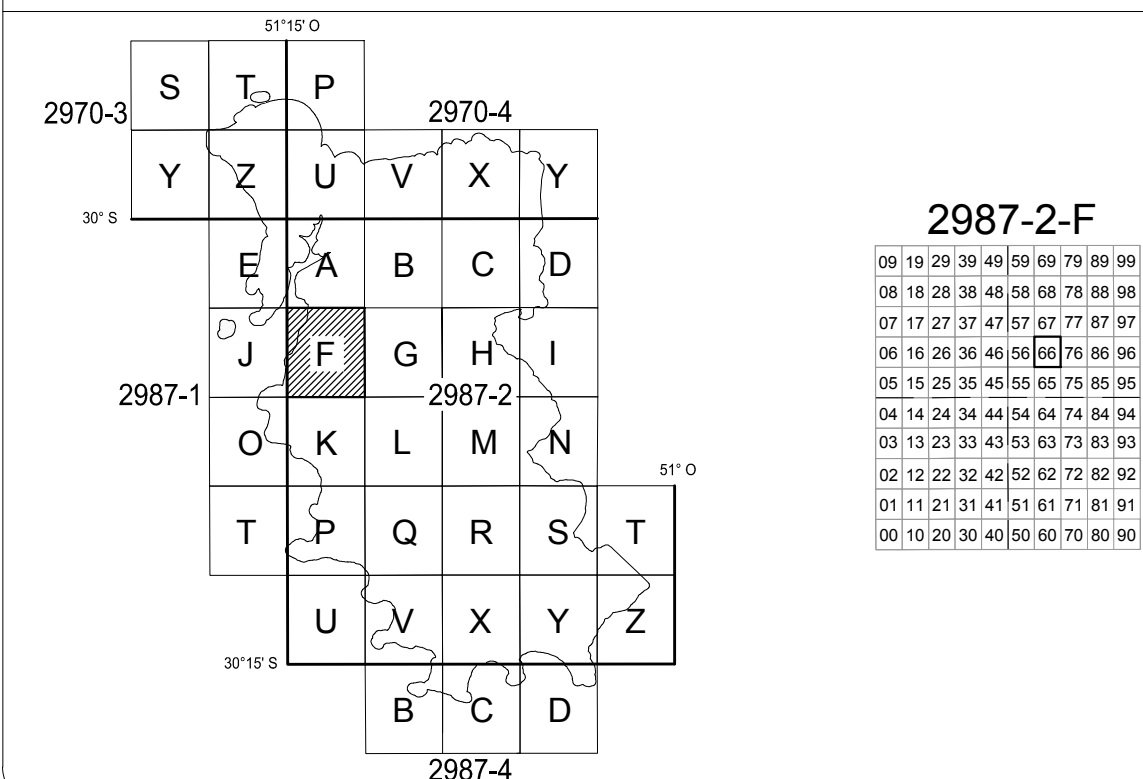 51°15' O
S T P
2970-3 2970-4
Y Z U V X Y
30° S
E A B C D
J F G H I
2987-1 2987-2
O K L M N
51° O
T P Q R S T
U V X Y Z
30°15' S
B C D
2987-4
2987-2-F
09 19 29 39 49 59 69 79 89 99
08 18 28 38 48 58 68 78 88 98
07 17 27 37 47 57 67 77 87 97
06 16 26 36 46 56 66 76 86 96
05 15 25 35 45 55 65 75 85 95
04 14 24 34 44 54 64 74 84 94
03 13 23 33 43 53 63 73 83 93
02 12 22 32 42 52 62 72 82 92
01 11 21 31 41 51 61 71 81 91
00 10 20 30 40 50 60 70 80 90